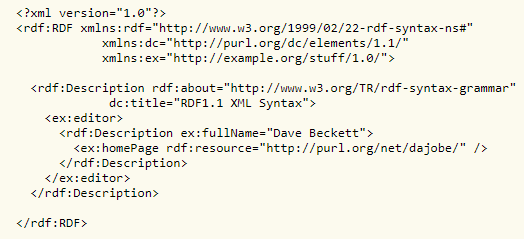 <?xml version="1.0"?>
<rdf:RDF xmlns:rdf="http://www.w3.org/1999/02/22-rdf-syntax-ns#"
            xmlns:dc="http://purl.org/dc/elements/1.1/"
            xmlns:ex="http://example.org/stuff/1.0/">

  <rdf:Description rdf:about="http://www.w3.org/TR/rdf-syntax-grammar"
             dc:title="RDF1.1 XML Syntax">
    <ex:editor>
      <rdf:Description ex:fullName="Dave Beckett">
        <ex:homePage rdf:resource="http://purl.org/net/dajobe/" />
      </rdf:Description>
    </ex:editor>
  </rdf:Description>

</rdf:RDF>